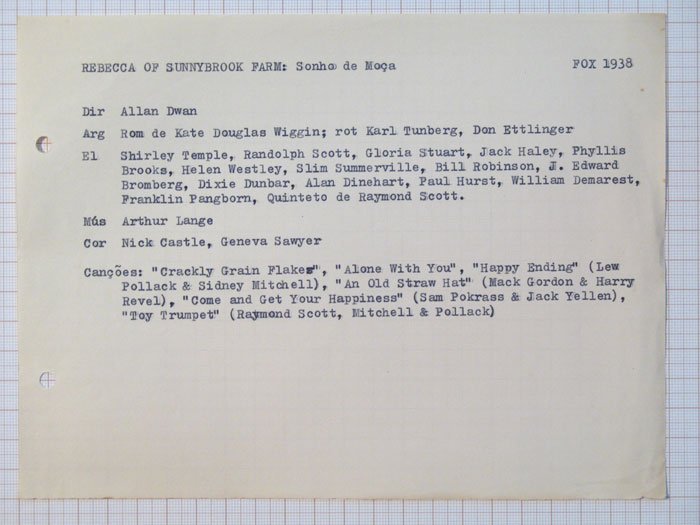 REBECCA OF SUNNYBROOK FARM: Sonho de Moça FOX 1938
Dir Allan Dwan
Arg Rom de Kate Douglas Wiggin; rot Karl Tunberg, Don Ettlinger
El Shirley Temple, Randolph Scott, Gloria Stuart, Jack Haley, Phyllis
Brooks, Helen Westley, Slim Summerville, Bill Robinson, J. Edward
Bromberg, Dixie Dunbar, Alan Dinehart, Paul Hurst, William Demarest,
Franklin Pangborn, Quinteto de Raymond Scott.
Mús Arthur Lange
Cor Nick Castle, Geneva Sawyer
Canções: "Crackly Grain Flakes", "Alone With You", "Happy Ending" (Lew
Pollack & Sidney Mitchell), "An Old Straw Hat" (Mack Gordon & Harry
Revel), "Come and Get Your Happiness" (Sam Pokrass & Jack Yellen),
"Toy Trumpet" (Raymond Scott, Mitchell & Pollack)